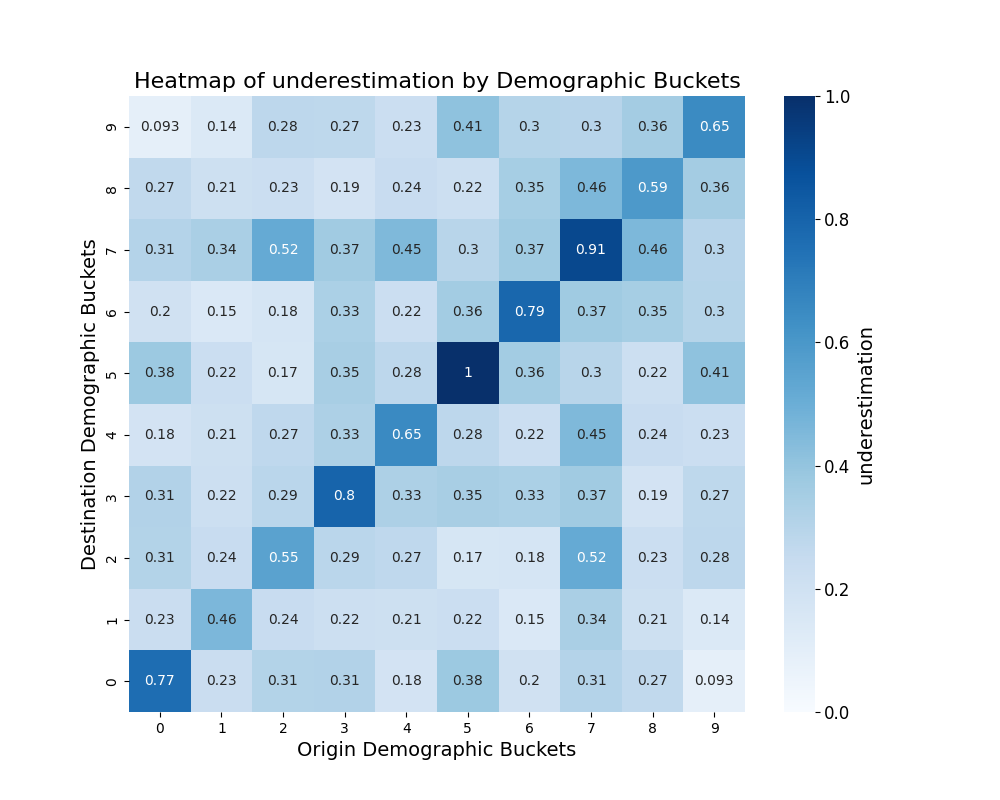 Heatmap of underestimation by Demographic Buckets
9 0.093 0.14 0.28 0.27 0.23 0.41 0.3 0.3 0.36 0.65
8 0.27 0.21 0.23 0.19 0.24 0.22 0.35 0.46 0.59 0.36
7 0.31 0.34 0.52 0.37 0.45 0.3 0.37 0.91 0.46 0.3
6 0.2 0.15 0.18 0.33 0.22 0.36 0.79 0.37 0.35 0.3
5 0.38 0.22 0.17 0.35 0.28 1 0.36 0.3 0.22 0.41
4 0.18 0.21 0.27 0.33 0.65 0.28 0.22 0.45 0.24 0.23
3 0.31 0.22 0.29 0.8 0.33 0.35 0.33 0.37 0.19 0.27
2 0.31 0.24 0.55 0.29 0.27 0.17 0.18 0.52 0.23 0.28
1 0.23 0.46 0.24 0.22 0.21 0.22 0.15 0.34 0.21 0.14
0 0.77 0.23 0.31 0.31 0.18 0.38 0.2 0.31 0.27 0.093
0 1 2 3 4 5 6 7 8 9
Origin Demographic Buckets
Destination Demographic Buckets
1.0
0.8
0.6
0.4
0.2
0.0
underestimation